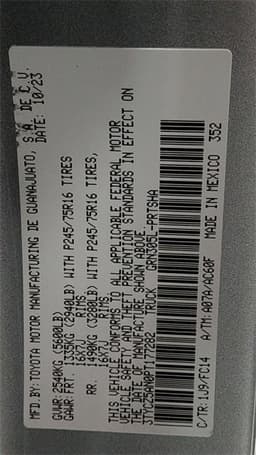 MFD.BY:TOYOTA MOTOR MANUFACTURING DE GUANAJUATO, S.A. DE C.V.
DATE: 10/23
GVWR:2540KG (5600LB)
GAWR:FRT. 1335KG (2940LB) WITH P245/75R16 TIRES
16X7J RIMS
RR. 1490KG (3280LB) WITH P245/75R16 TIRES,
16X7J RIMS
THIS VEHICLE CONFORMS TO ALL APPLICABLE FEDERAL MOTOR
VEHICLE SAFETY AND THEFT PREVENTION STANDARDS IN EFFECT ON
THE DATE OF MANUFACTURE SHOWN ABOVE.
3TYCZ5AN0PT177282 TRUCK GRN305L-PRTSHA
C/TR:1J9/FC14 A/TM:A07A/AC60F MADE IN MEXICO 352